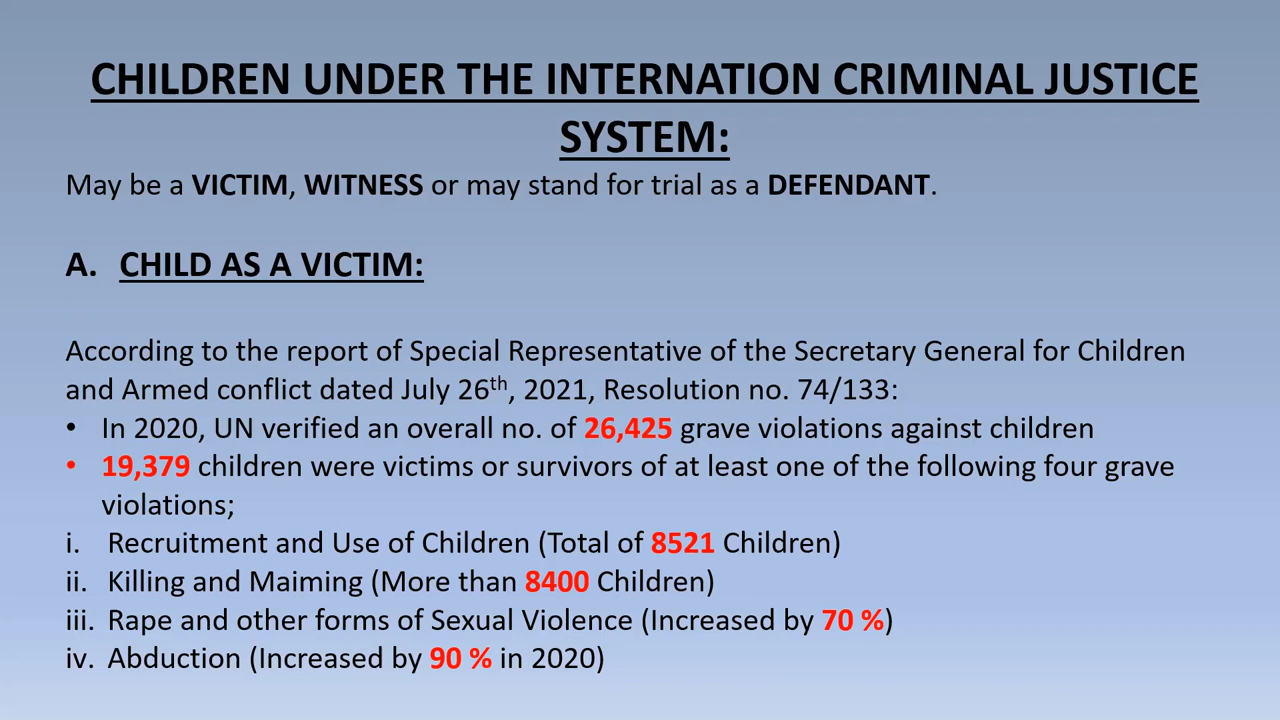 CHILDREN UNDER THE INTERNATION CRIMINAL JUSTICE
SYSTEM:
May be a VICTIM, WITNESS or may stand for trial as a DEFENDANT.
A. CHILD AS A VICTIM:
According to the report of Special Representative of the Secretary General for Children
and Armed conflict dated July 26th, 2021, Resolution no. 74/133:
• In 2020, UN verified an overall no. of 26,425 grave violations against children
• 19,379 children were victims or survivors of at least one of the following four grave
violations;
i. Recruitment and Use of Children (Total of 8521 Children)
ii. Killing and Maiming (More than 8400 Children)
iii. Rape and other forms of Sexual Violence (Increased by 70 %)
iv. Abduction (Increased by 90 % in 2020)